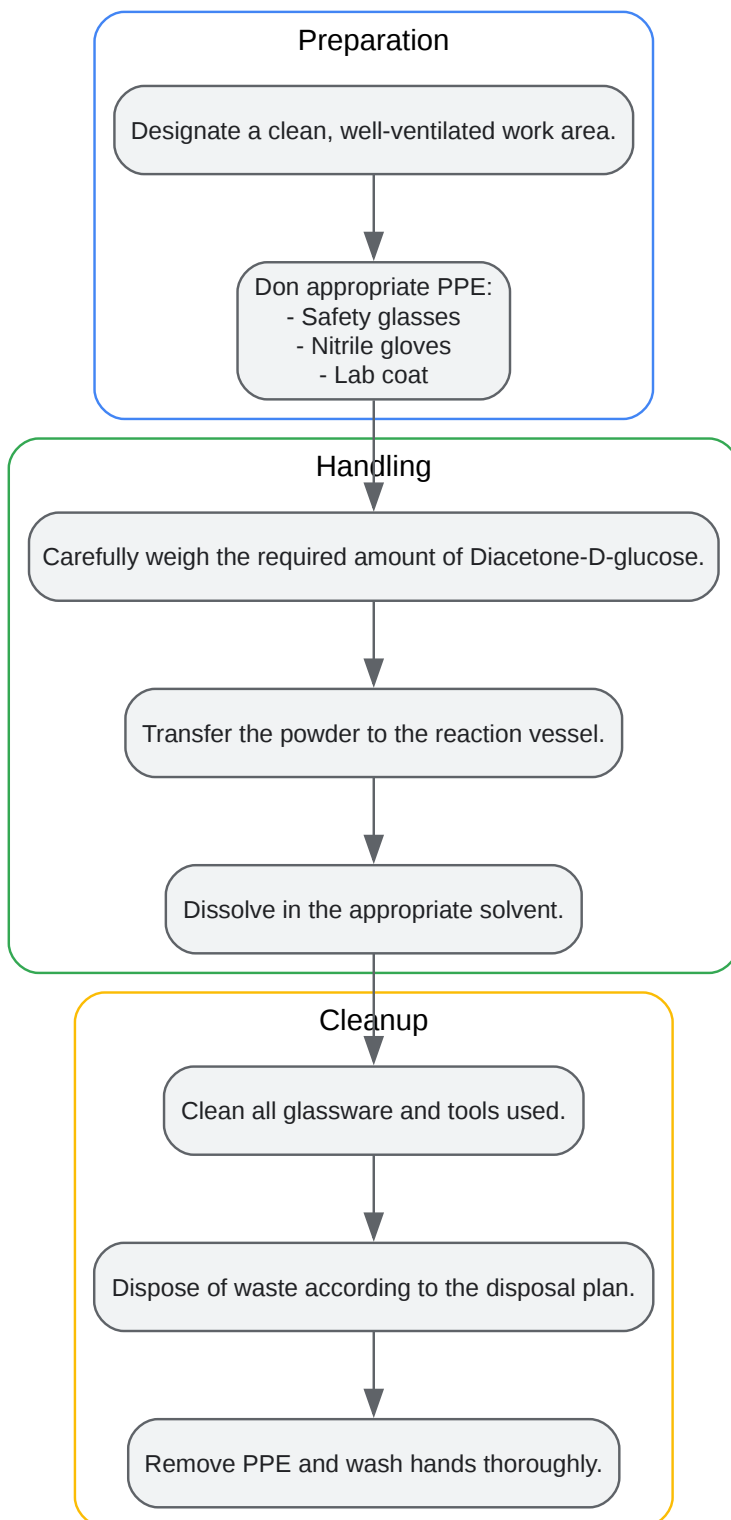 Preparation
Designate a clean, well-ventilated work area.
Don appropriate PPE:
- Safety glasses
- Nitrile gloves
- Lab coat
Handling
Carefully weigh the required amount of Diacetone-D-glucose.
Transfer the powder to the reaction vessel.
Dissolve in the appropriate solvent.
Cleanup
Clean all glassware and tools used.
Dispose of waste according to the disposal plan.
Remove PPE and wash hands thoroughly.